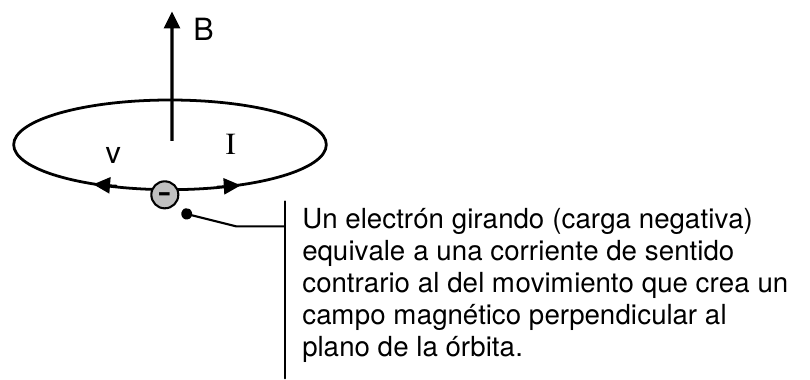 B
v
I
-
Un electrón girando (carga negativa)
equivale a una corriente de sentido
contrario al del movimiento que crea un
campo magnético perpendicular al
plano de la órbita.